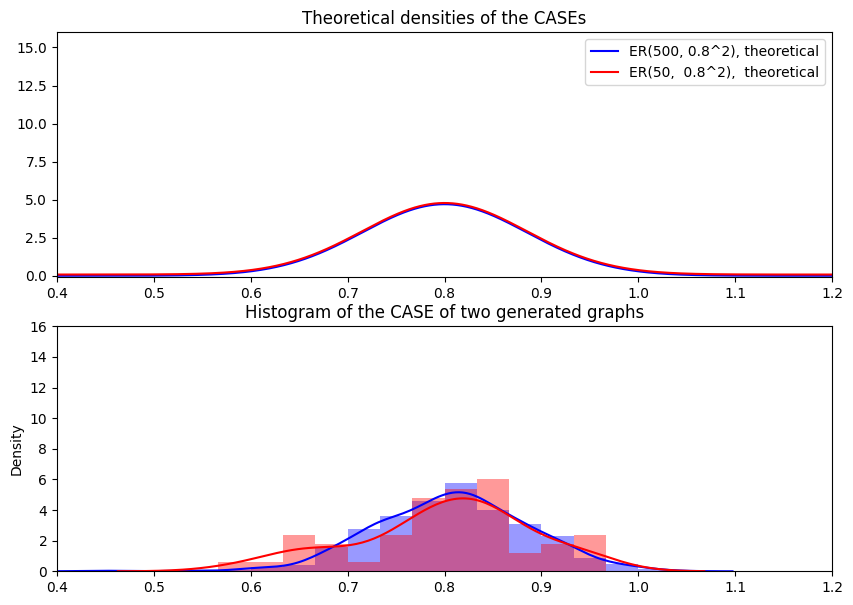 Theoretical densities of the CASEs
15.0
12.5
10.0
7.5
5.0
2.5
0.0
ER(500, 0.8^2), theoretical
ER(50,  0.8^2),  theoretical
0.4 0.5 0.6 0.7 0.8 0.9 1.0 1.1 1.2
Histogram of the CASE of two generated graphs
Density
16
14
12
10
8
6
4
2
0
0.4 0.5 0.6 0.7 0.8 0.9 1.0 1.1 1.2